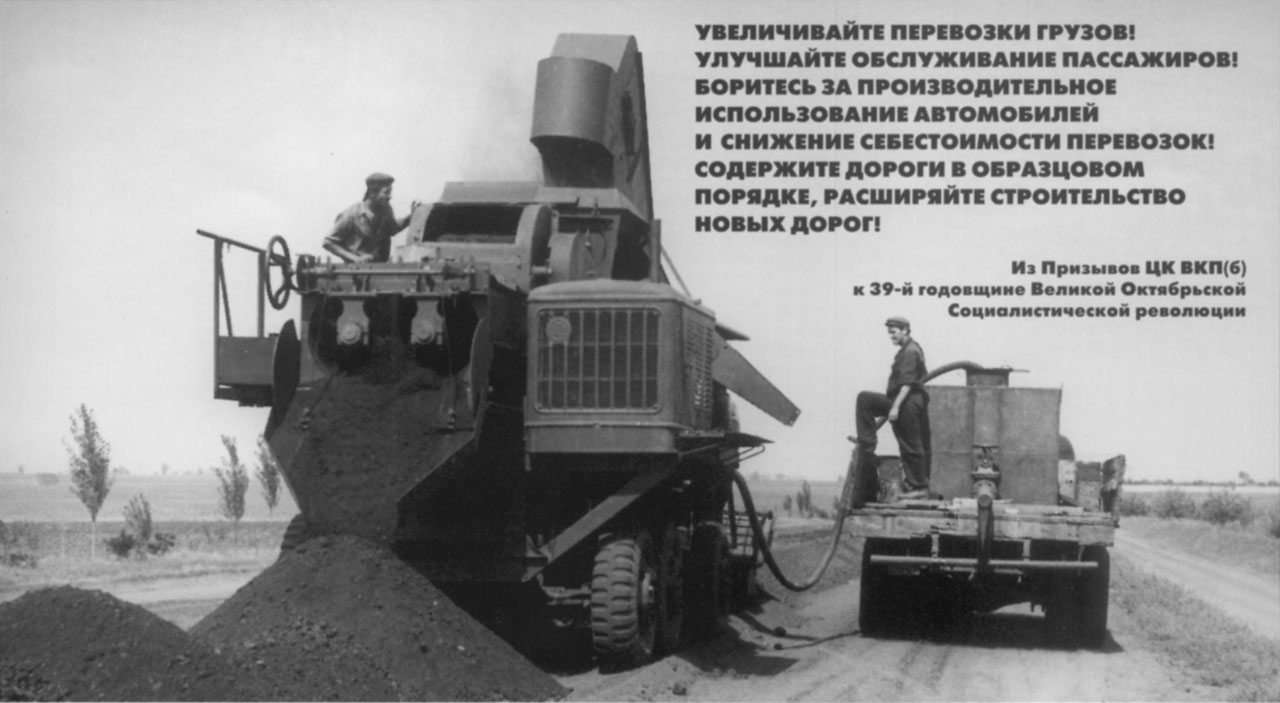 УВЕЛИЧИВАЙТЕ ПЕРЕВОЗКИ ГРУЗОВ!
УЛУЧШАЙТЕ ОБСЛУЖИВАНИЕ ПАССАЖИРОВ!
БОРИТЕСЬ ЗА ПРОИЗВОДИТЕЛЬНОЕ
ИСПОЛЬЗОВАНИЕ АВТОМОБИЛЕЙ
И СНИЖЕНИЕ СЕБЕСТОИМОСТИ ПЕРЕВОЗОК!
СОДЕРЖИТЕ ДОРОГИ В ОБРАЗЦОВОМ
ПОРЯДКЕ, РАСШИРЯЙТЕ СТРОИТЕЛЬСТВО
НОВЫХ ДОРОГ!
Из Призывов ЦК ВКП(б)
к 39-й годовщине Великой Октябрьской
Социалистической революции